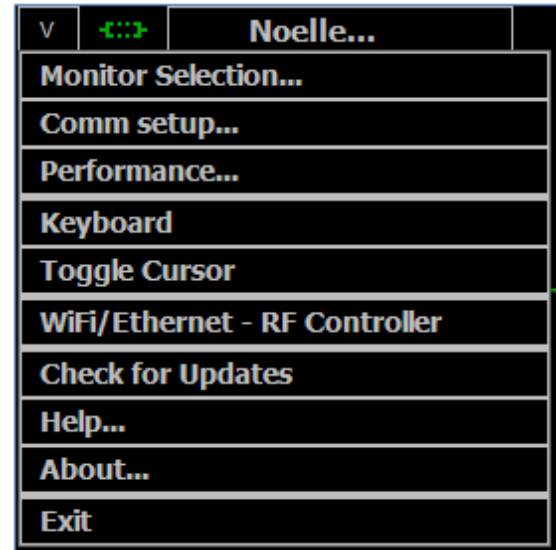 V Noelle...
Monitor Selection...
Comm setup...
Performance...
Keyboard
Toggle Cursor
WiFi/Ethernet - RF Controller
Check for Updates
Help...
About...
Exit